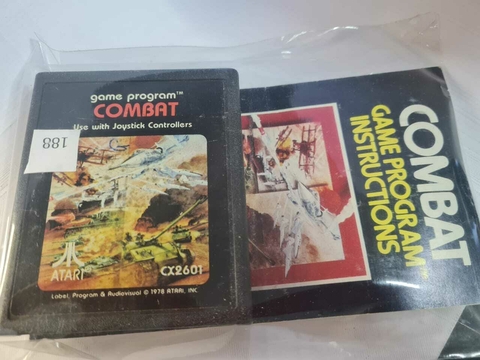 game program™
COMBAT
Use with Joystick Controllers
188
ATARI
CX2601
Label, Program & Audiovisual © 1978 ATARI, INC
COMBAT
GAME PROGRAM
INSTRUCTIONS